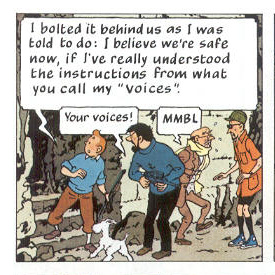 I bolted it behind us as I was
told to do: I believe we're safe
now, if I've really understood
the instructions from what
you call my "voices".
Your voices!
MMBL